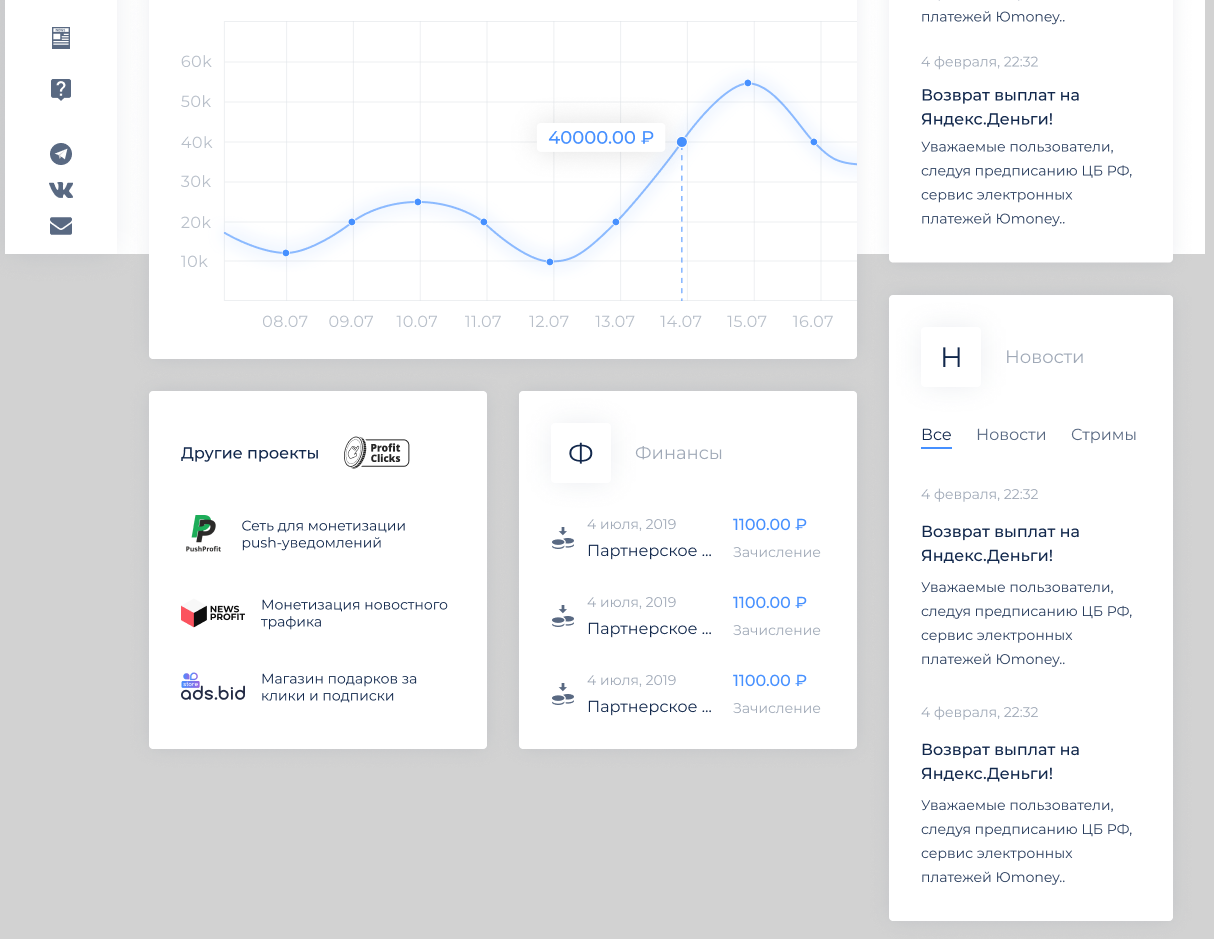 60k
50k
40k
30k
20k
10k
40000.00 ₽
08.07 09.07 10.07 11.07 12.07 13.07 14.07 15.07 16.07
Другие проекты
Profit
Clicks
PushProfit
Сеть для монетизации
push-уведомлений
NEWS
PROFIT
Монетизация новостного
трафика
store
ads.bid
Магазин подарков за
клики и подписки
Ф
Финансы
4 июля, 2019 1100.00 ₽
Партнерское ... Зачисление
4 июля, 2019 1100.00 ₽
Партнерское ... Зачисление
4 июля, 2019 1100.00 ₽
Партнерское ... Зачисление
платежей Юmoney..
4 февраля, 22:32
Возврат выплат на
Яндекс.Деньги!
Уважаемые пользователи,
следуя предписанию ЦБ РФ,
сервис электронных
платежей Юmoney..
Н
Новости
Все Новости Стримы
4 февраля, 22:32
Возврат выплат на
Яндекс.Деньги!
Уважаемые пользователи,
следуя предписанию ЦБ РФ,
сервис электронных
платежей Юmoney..
4 февраля, 22:32
Возврат выплат на
Яндекс.Деньги!
Уважаемые пользователи,
следуя предписанию ЦБ РФ,
сервис электронных
платежей Юmoney..